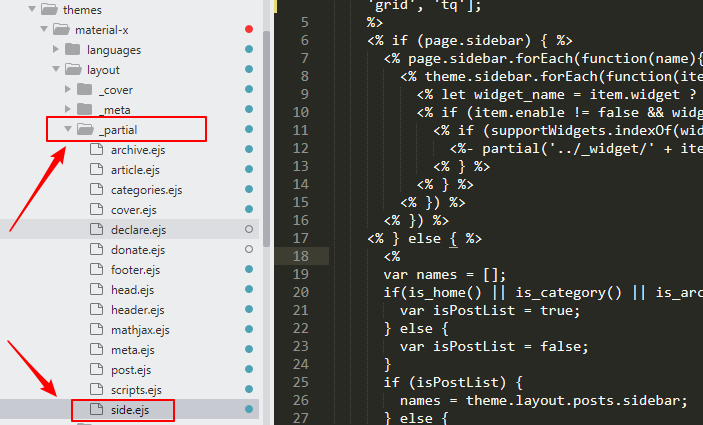 themes
material-x
languages
layout
_cover
_meta
_partial
archive.ejs
article.ejs
categories.ejs
cover.ejs
declare.ejs
donate.ejs
footer.ejs
head.ejs
header.ejs
mathjax.ejs
meta.ejs
post.ejs
scripts.ejs
side.ejs
'grid', 'tq'];
5 %>
6 <% if (page.sidebar) { %>
7 <% page.sidebar.forEach(function(name){
8 <% theme.sidebar.forEach(function(ite
9 <% let widget_name = item.widget ?
10 <% if (item.enable != false && widg
11 <% if (supportWidgets.indexOf(wid
12 <%- partial('../_widget/' + ite
13 <% } %>
14 <% } %>
15 <% }) %>
16 <% }) %>
17 <% } else { %>
18 <%
19 var names = [];
20 if(is_home() || is_category() || is_arc
21 var isPostList = true;
22 } else {
23 var isPostList = false;
24 }
25 if (isPostList) {
26 names = theme.layout.posts.sidebar;
27 } else {